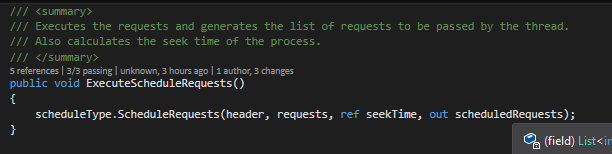 /// <summary>
/// Executes the requests and generates the list of requests to be passed by the thread.
/// Also calculates the seek time of the process.
/// </summary>
5 references | 3/3 passing | unknown, 3 hours ago | 1 author, 3 changes
public void ExecuteScheduleRequests()
{
scheduleType.ScheduleRequests(header, requests, ref seekTime, out scheduledRequests);
}
(field) List<in